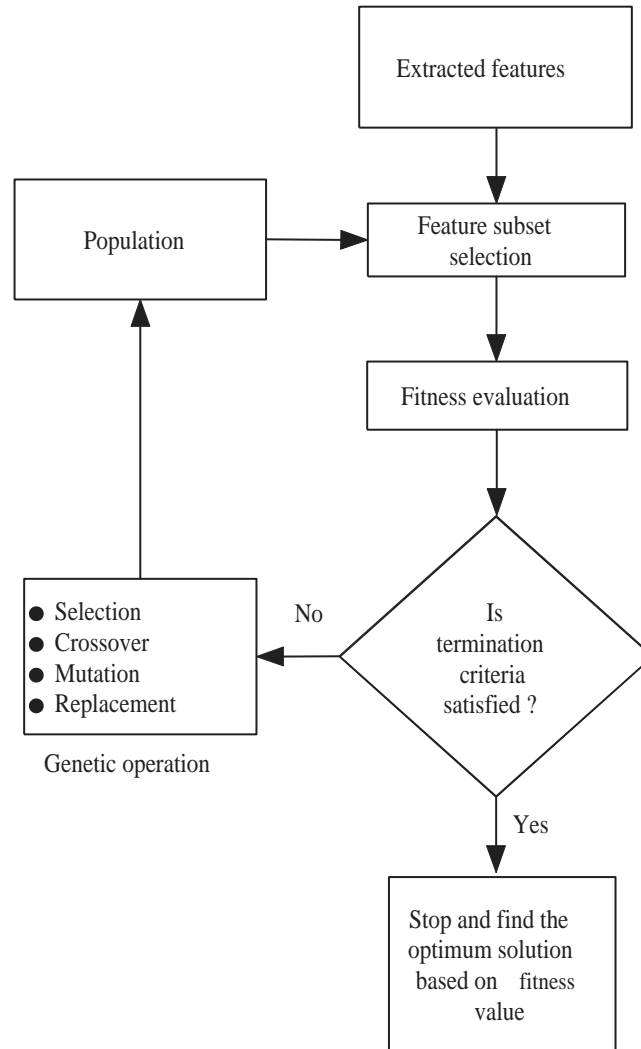 Extracted features
Population
Feature subset
selection
Fitness evaluation
Is
termination
criteria
satisfied ?
No
● Selection
● Crossover
● Mutation
● Replacement
Genetic operation
Yes
Stop and find the
optimum solution
based on fitness
value